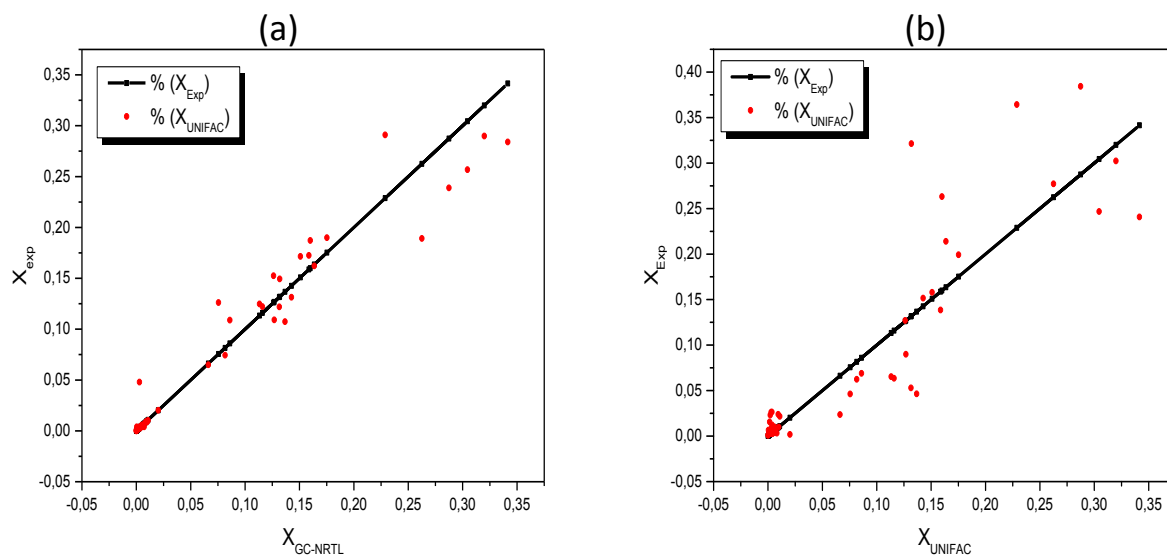 (a)
0,35
0,30
0,25
0,20
0,15
0,10
0,05
0,00
-0,05
X_exp
% (X_Exp)
% (X_UNIFAC)
-0,05 0,00 0,05 0,10 0,15 0,20 0,25 0,30 0,35
X_GC-NRTL
(b)
0,40
0,35
0,30
0,25
0,20
0,15
0,10
0,05
0,00
-0,05
X_Exp
% (X_Exp)
% (X_UNIFAC)
-0,05 0,00 0,05 0,10 0,15 0,20 0,25 0,30 0,35
X_UNIFAC